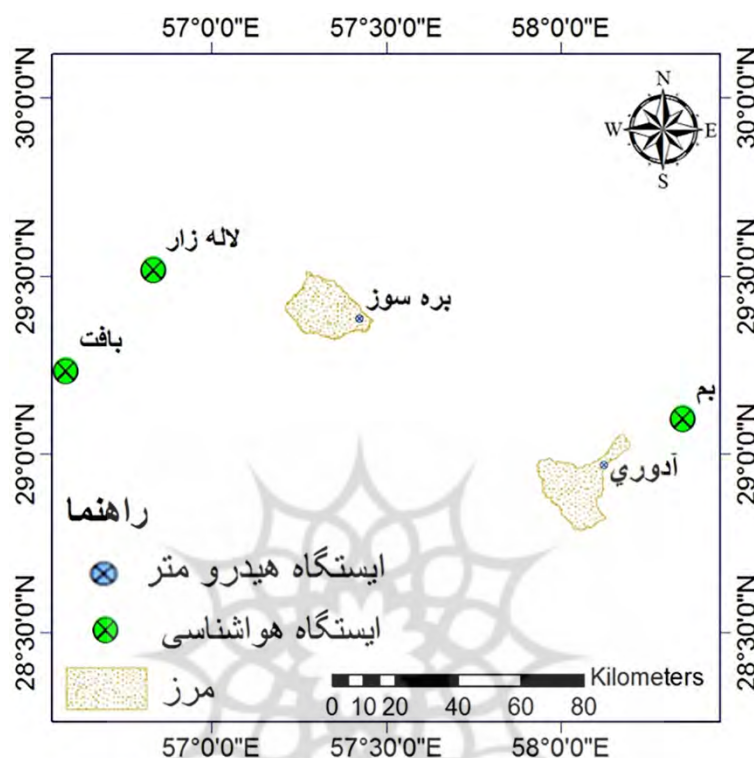 57°0'0"E 57°30'0"E 58°0'0"E
30°0'0"N 30°0'0"N
N
W E
S
لاله زار
29°30'0"N 29°30'0"N
بره سوز
بافت
بم
29°0'0"N 29°0'0"N
آدوري
راهنما
ایستگاه هیدرو متر
ایستگاه هواشناسی
28°30'0"N 28°30'0"N
مرز
Kilometers
0 10 20 40 60 80
57°0'0"E 57°30'0"E 58°0'0"E